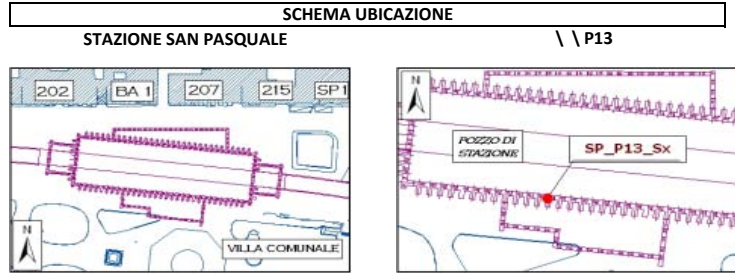 SCHEMA UBICAZIONE
STAZIONE SAN PASQUALE
\ \ P13
202
BA 1
207
215
SP1
VILLA COMUNALE
N
N
POZZO DI
STAZIONE
SP_P13_Sx